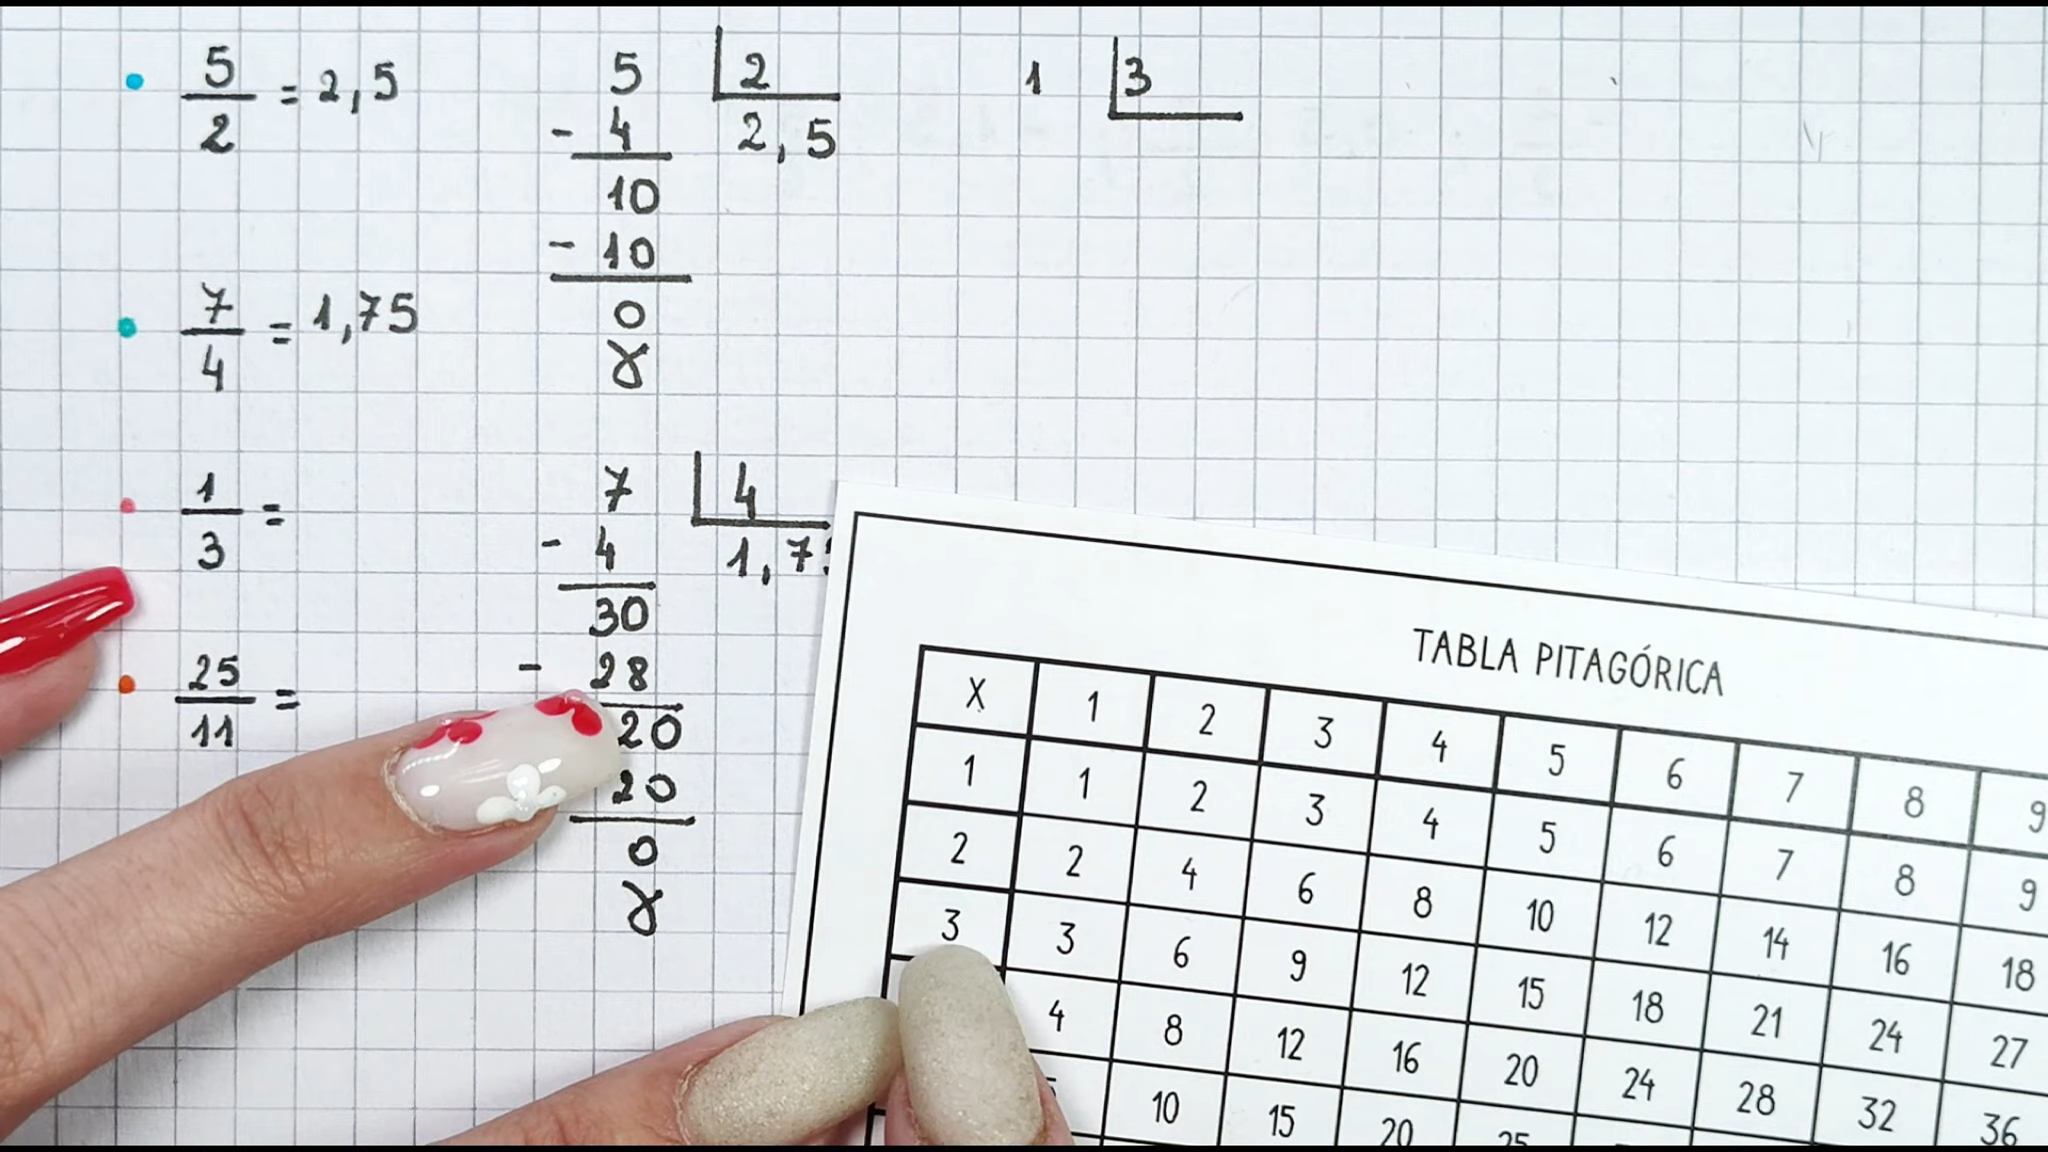 5/2 = 2,5
5 | 2
- 4 2,5
10
- 10
0
1 | 3
7/4 = 1,75
1/3 =
7 | 4
- 4 1,7
30
- 28
20
20
0
25/11 =
TABLA PITAGÓRICA
X 1 2 3 4 5 6 7 8 9
1 1 2 3 4 5 6 7 8 9
2 2 4 6 8 10 12 14 16 18
3 3 6 9 12 15 18 21 24 27
4 8 12 16 20 24 28 32 36
10 15 20 25